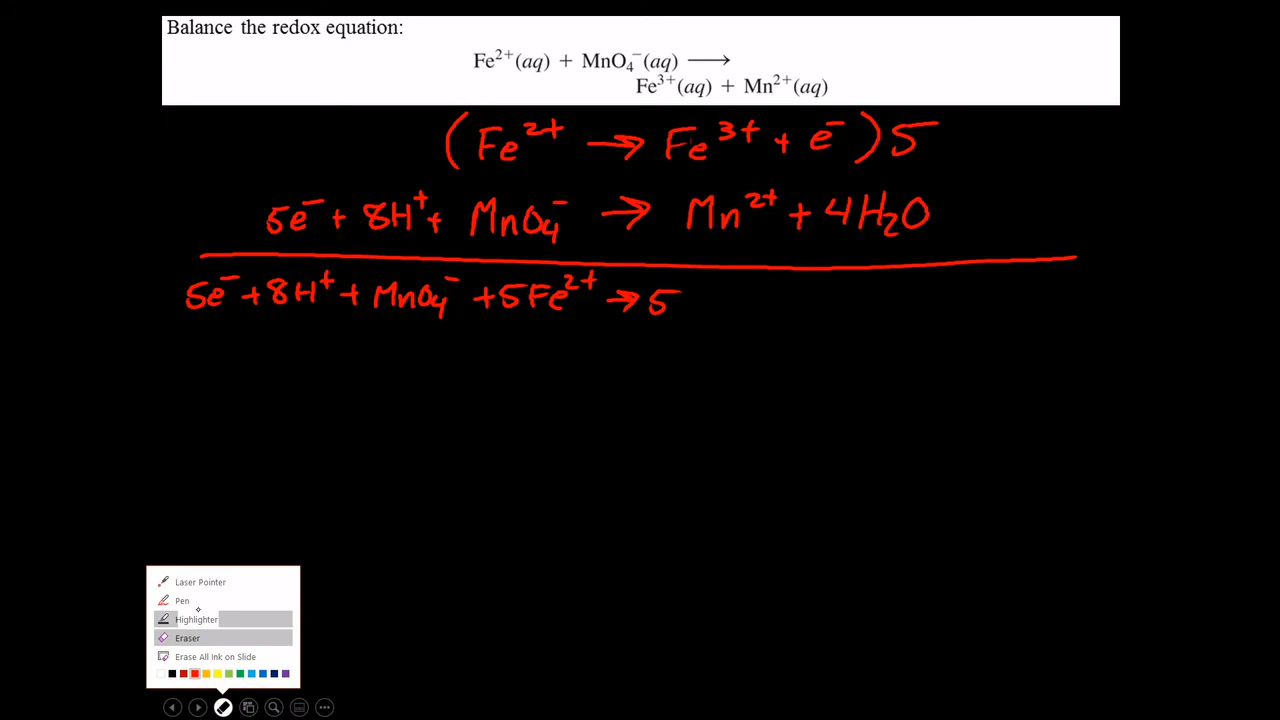 Balance the redox equation:
Fe²⁺(aq) + MnO₄⁻(aq) ⟶
Fe³⁺(aq) + Mn²⁺(aq)
(Fe²⁺ → Fe³⁺ + e⁻)5
5e⁻ + 8H⁺ + MnO₄⁻ → Mn²⁺ + 4H₂O
5e⁻ + 8H⁺ + MnO₄⁻ + 5Fe²⁺ → 5
Laser Pointer
Pen
Highlighter
Eraser
Erase All Ink on Slide